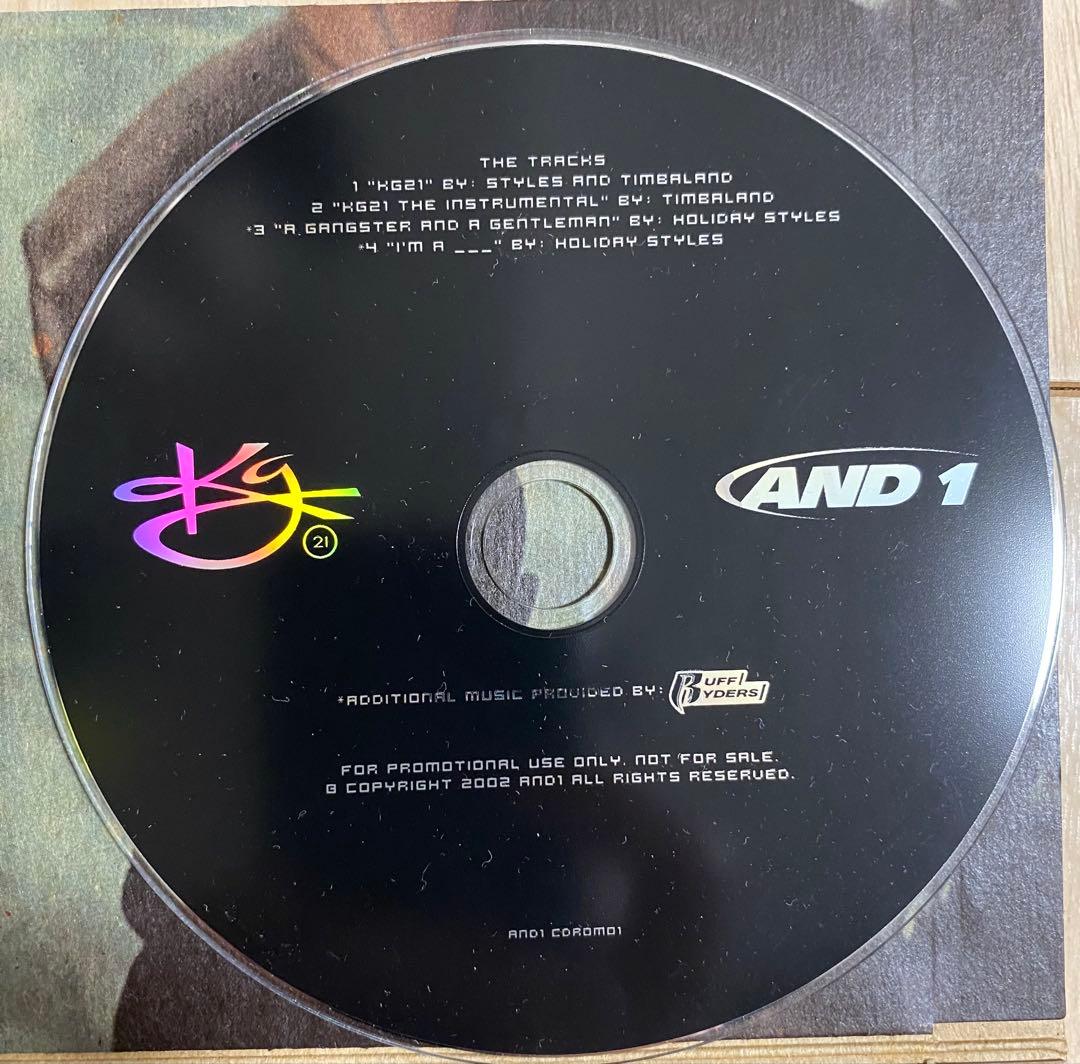 THE TRACKS
1 "KG21" BY: STYLES AND TIMBALAND
2 "KG21 THE INSTRUMENTAL" BY: TIMBALAND
*3 "A GANGSTER AND A GENTLEMAN" BY: HOLIDAY STYLES
*4 "I'M A ___" BY: HOLIDAY STYLES
KG
21
AND 1
*ADDITIONAL MUSIC PROVIDED BY: RUFF RYDERS
FOR PROMOTIONAL USE ONLY. NOT FOR SALE.
© COPYRIGHT 2002 AND1 ALL RIGHTS RESERVED.
AND1 CDROM01